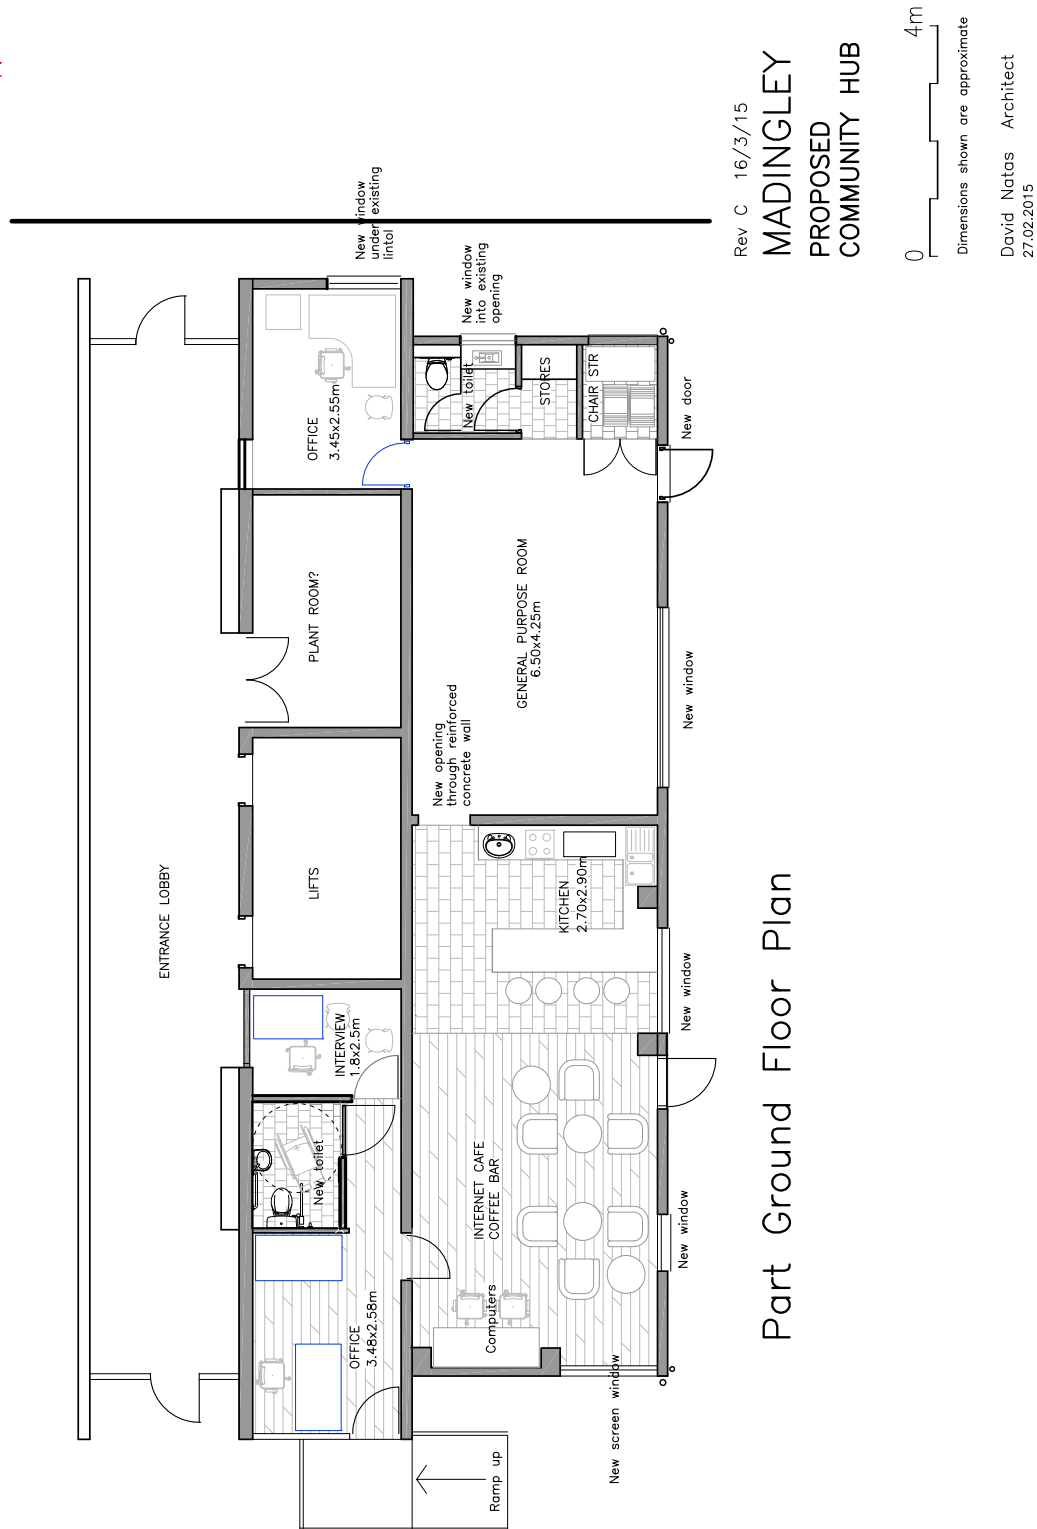 ENTRANCE LOBBY
OFFICE
3.48x2.58m
New toilet
INTERVIEW
1.8x2.5m
LIFTS
PLANT ROOM?
OFFICE
3.45x2.55m
New window
under existing
lintol
Ramp up
Computers
INTERNET CAFE
COFFEE BAR
KITCHEN
2.70x2.90m
New opening
through reinforced
concrete wall
GENERAL PURPOSE ROOM
6.50x4.25m
New toilet
STORES
CHAIR STR
New window
into existing
opening
New screen window
New window
New window
New window
New door
Part Ground Floor Plan
Rev C 16/3/15
MADINGLEY
PROPOSED
COMMUNITY HUB
0 4m
Dimensions shown are approximate
David Natas Architect
27.02.2015